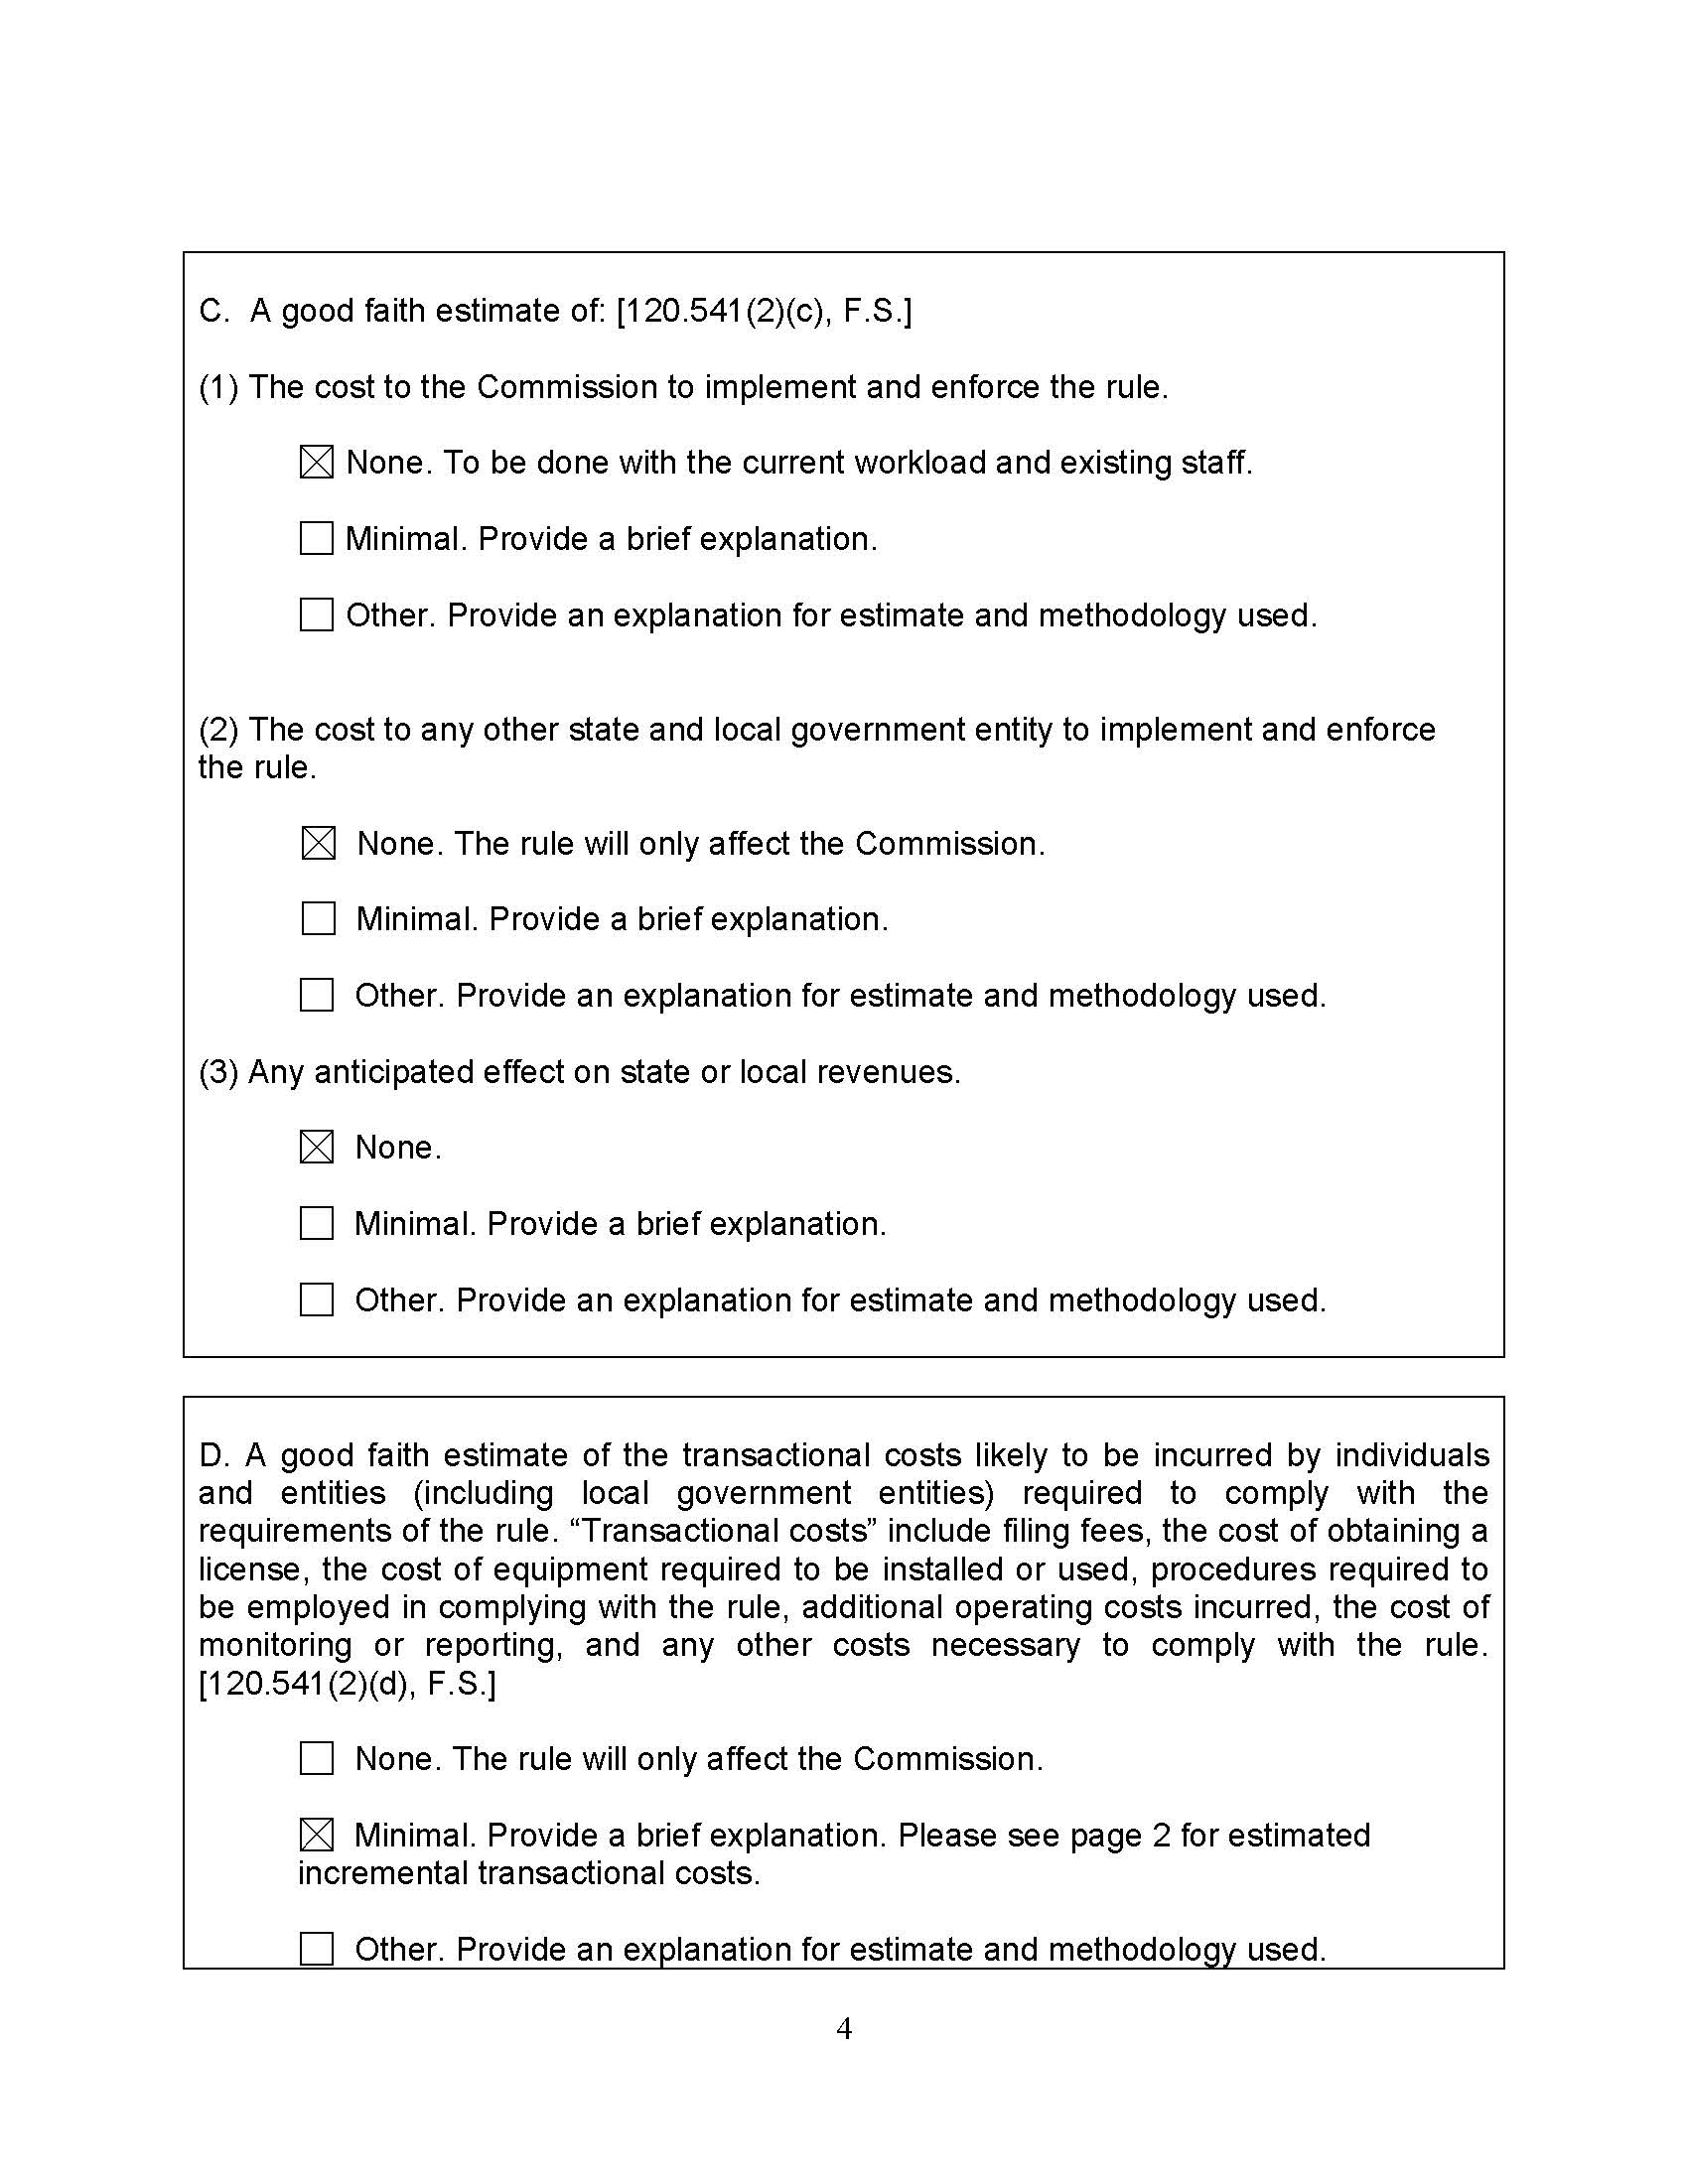 C. A good faith estimate of: [120.541(2)(c), F.S.]
(1) The cost to the Commission to implement and enforce the rule.
☒ None. To be done with the current workload and existing staff.
☐ Minimal. Provide a brief explanation.
☐ Other. Provide an explanation for estimate and methodology used.
(2) The cost to any other state and local government entity to implement and enforce
the rule.
☒ None. The rule will only affect the Commission.
☐ Minimal. Provide a brief explanation.
☐ Other. Provide an explanation for estimate and methodology used.
(3) Any anticipated effect on state or local revenues.
☒ None.
☐ Minimal. Provide a brief explanation.
☐ Other. Provide an explanation for estimate and methodology used.
D. A good faith estimate of the transactional costs likely to be incurred by individuals
and entities (including local government entities) required to comply with the
requirements of the rule. “Transactional costs” include filing fees, the cost of obtaining a
license, the cost of equipment required to be installed or used, procedures required to
be employed in complying with the rule, additional operating costs incurred, the cost of
monitoring or reporting, and any other costs necessary to comply with the rule.
[120.541(2)(d), F.S.]
☐ None. The rule will only affect the Commission.
☒ Minimal. Provide a brief explanation. Please see page 2 for estimated
incremental transactional costs.
☐ Other. Provide an explanation for estimate and methodology used.
4